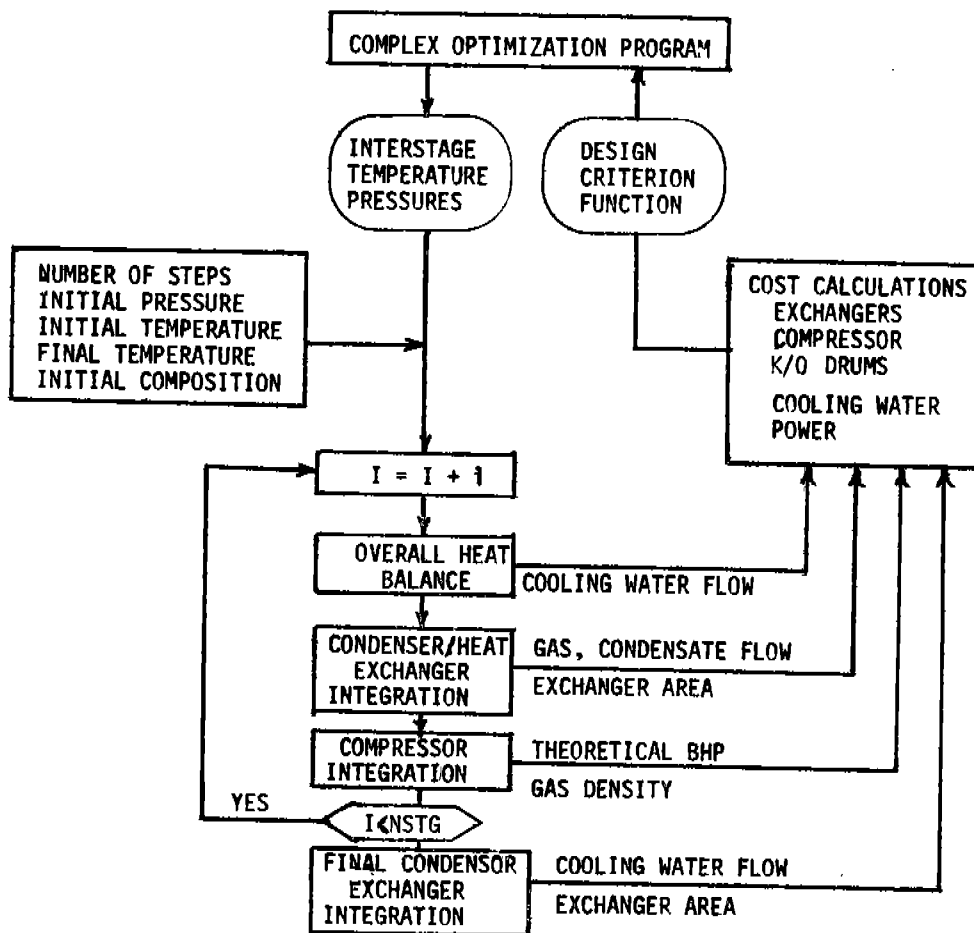 COMPLEX OPTIMIZATION PROGRAM
INTERSTAGE
TEMPERATURE
PRESSURES
DESIGN
CRITERION
FUNCTION
NUMBER OF STEPS
INITIAL PRESSURE
INITIAL TEMPERATURE
FINAL TEMPERATURE
INITIAL COMPOSITION
COST CALCULATIONS
EXCHANGERS
COMPRESSOR
K/O DRUMS
COOLING WATER
POWER
I = I + 1
OVERALL HEAT
BALANCE
COOLING WATER FLOW
CONDENSER/HEAT
EXCHANGER
INTEGRATION
GAS, CONDENSATE FLOW
EXCHANGER AREA
COMPRESSOR
INTEGRATION
THEORETICAL BHP
GAS DENSITY
YES
I<NSTG
FINAL CONDENSOR
EXCHANGER
INTEGRATION
COOLING WATER FLOW
EXCHANGER AREA